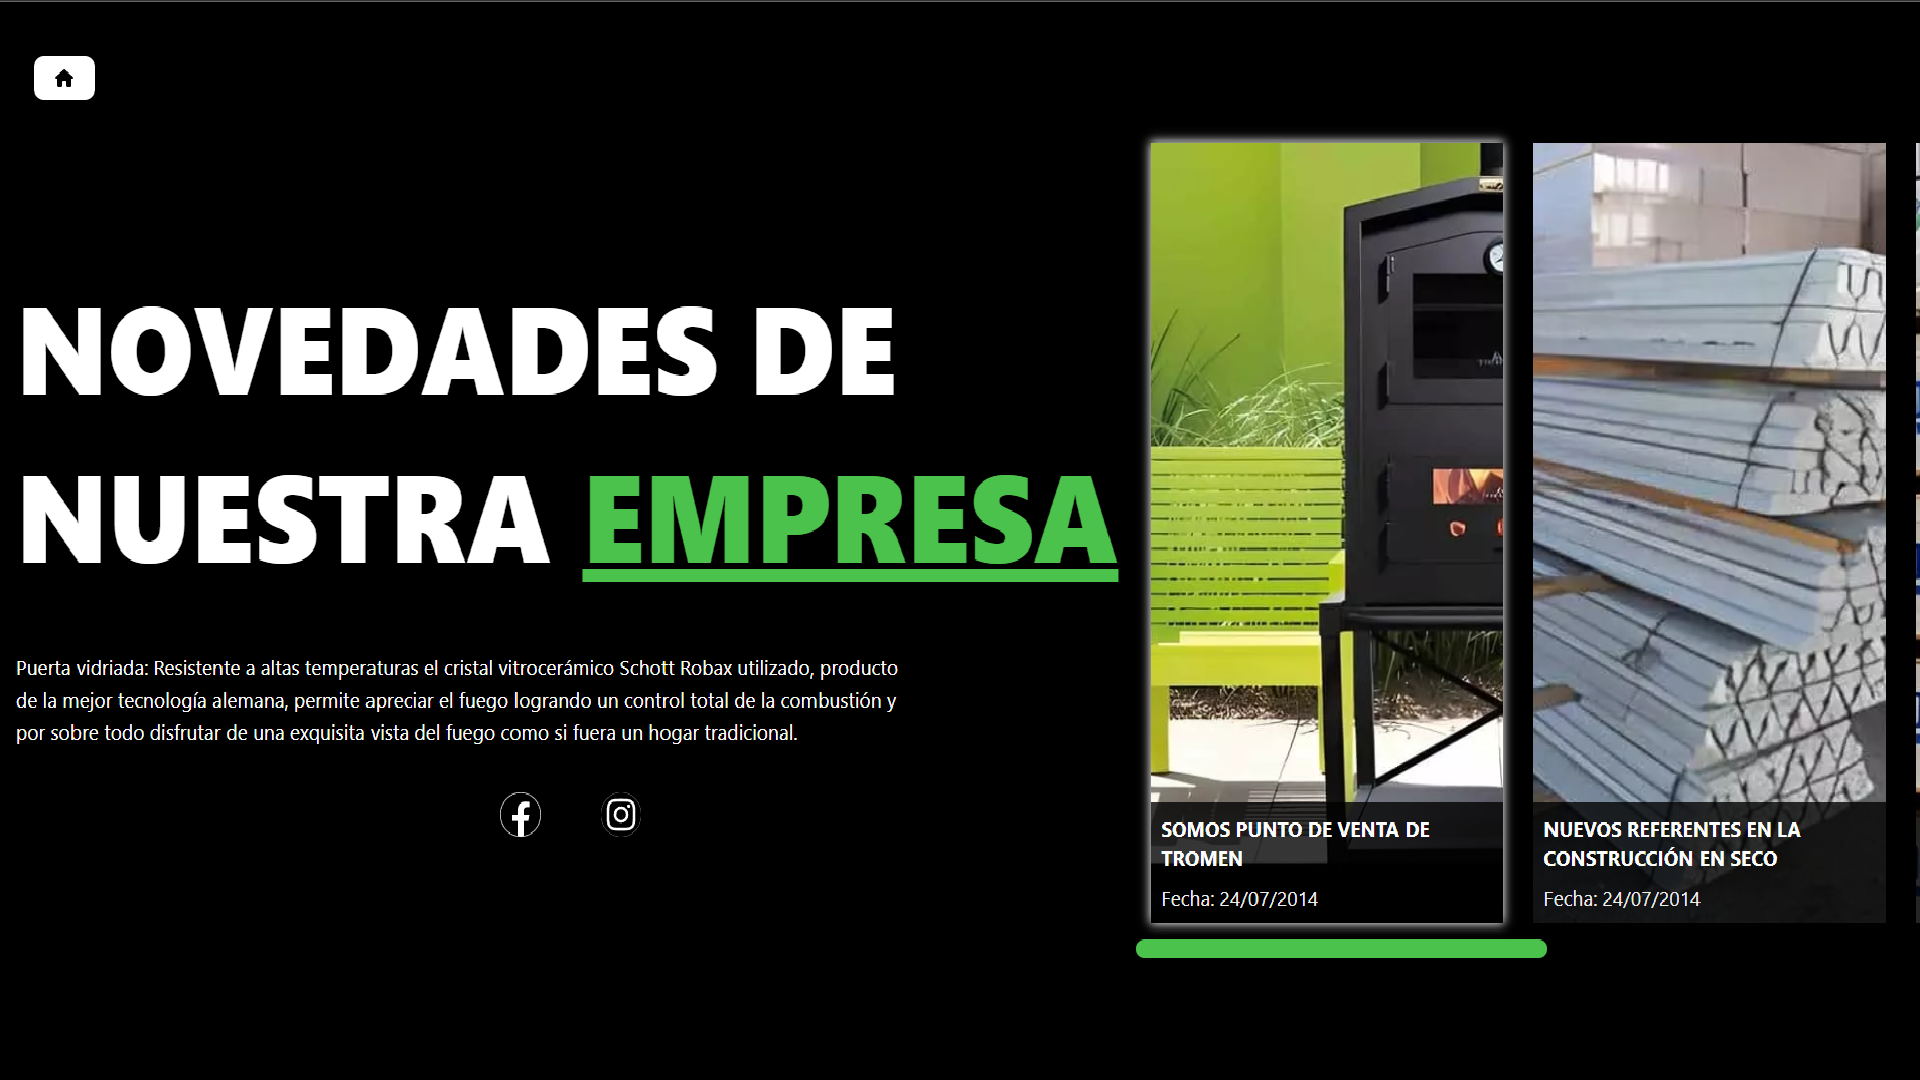 NOVEDADES DE
NUESTRA EMPRESA
Puerta vidriada: Resistente a altas temperaturas el cristal vitrocerámico Schott Robax utilizado, producto
de la mejor tecnología alemana, permite apreciar el fuego logrando un control total de la combustión y
por sobre todo disfrutar de una exquisita vista del fuego como si fuera un hogar tradicional.
SOMOS PUNTO DE VENTA DE
TROMEN
Fecha: 24/07/2014
NUEVOS REFERENTES EN LA
CONSTRUCCIÓN EN SECO
Fecha: 24/07/2014